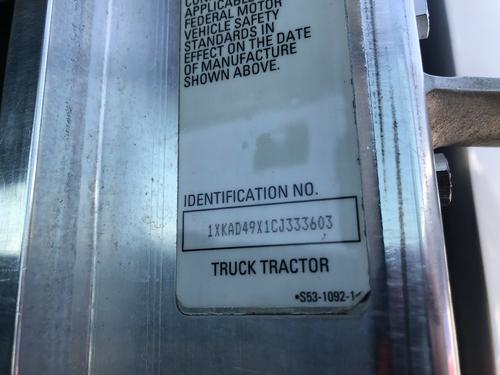 APPLICABLE
FEDERAL MOTOR
VEHICLE SAFETY
STANDARDS IN
EFFECT ON THE DATE
OF MANUFACTURE
SHOWN ABOVE.
IDENTIFICATION NO.
1XKAD49X1CJ333603
TRUCK TRACTOR
•S53-1092-1